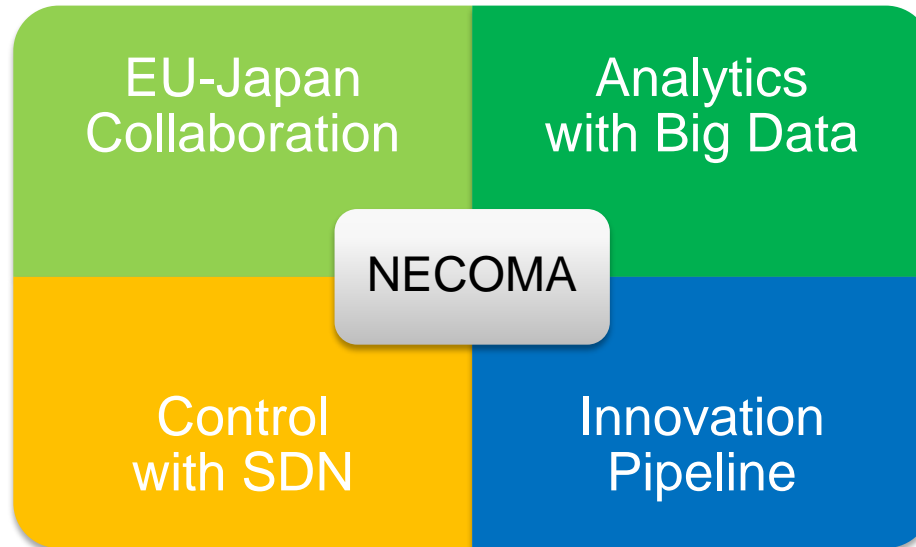 EU-Japan
Collaboration
Analytics
with Big Data
NECOMA
Control
with SDN
Innovation
Pipeline